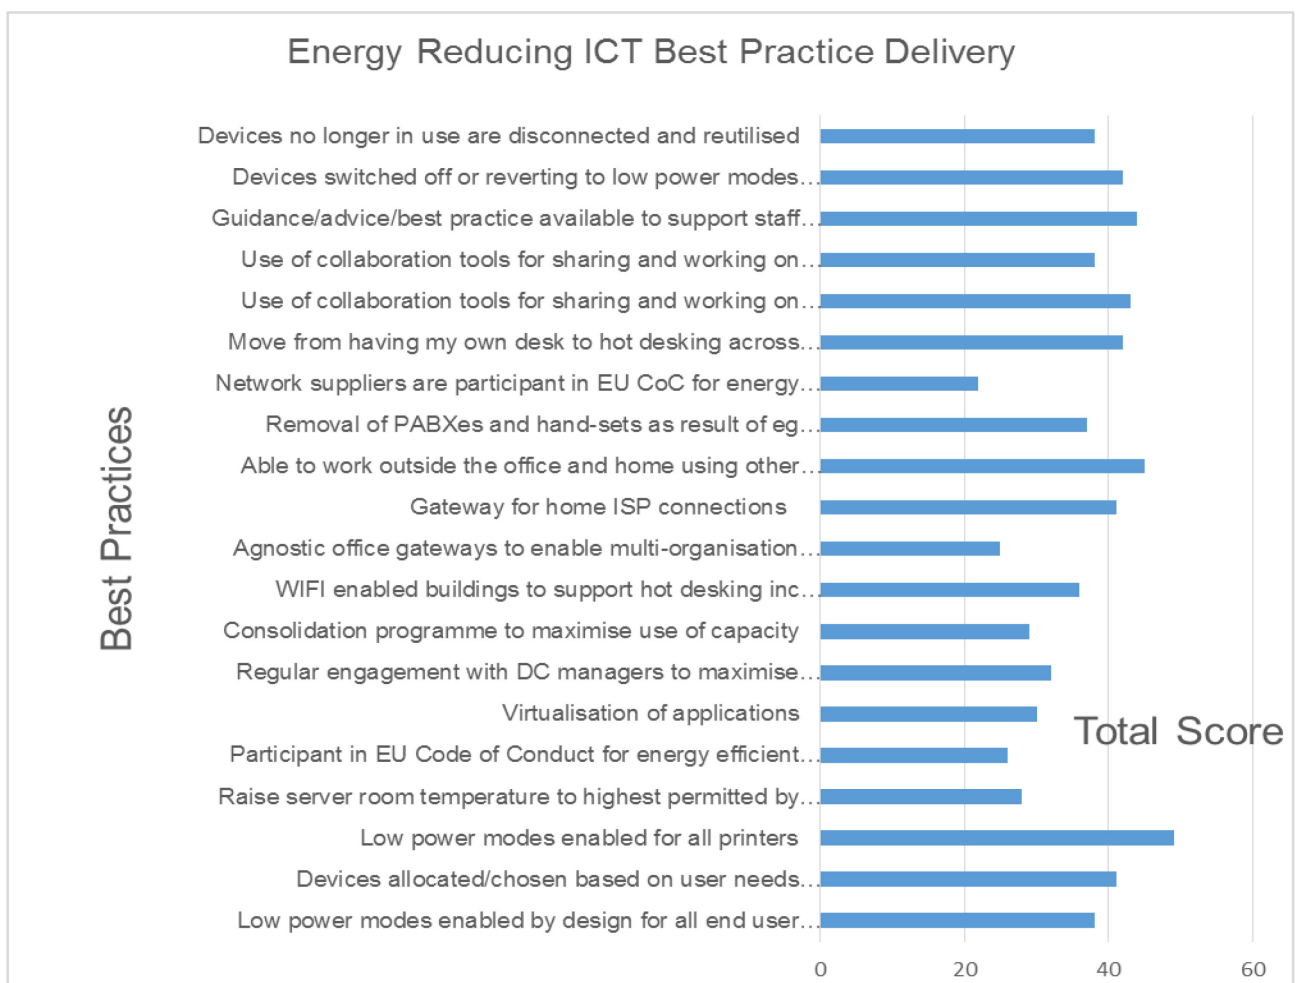 Energy Reducing ICT Best Practice Delivery
Devices no longer in use are disconnected and reutilised
Devices switched off or reverting to low power modes…
Guidance/advice/best practice available to support staff…
Use of collaboration tools for sharing and working on…
Use of collaboration tools for sharing and working on…
Move from having my own desk to hot desking across…
Network suppliers are participant in EU CoC for energy…
Removal of PABXes and hand-sets as result of eg…
Able to work outside the office and home using other…
Gateway for home ISP connections
Agnostic office gateways to enable multi-organisation…
WIFI enabled buildings to support hot desking inc…
Consolidation programme to maximise use of capacity
Regular engagement with DC managers to maximise…
Virtualisation of applications
Participant in EU Code of Conduct for energy efficient…
Raise server room temperature to highest permitted by…
Low power modes enabled for all printers
Devices allocated/chosen based on user needs…
Low power modes enabled by design for all end user…
Best Practices
Total Score
0 20 40 60